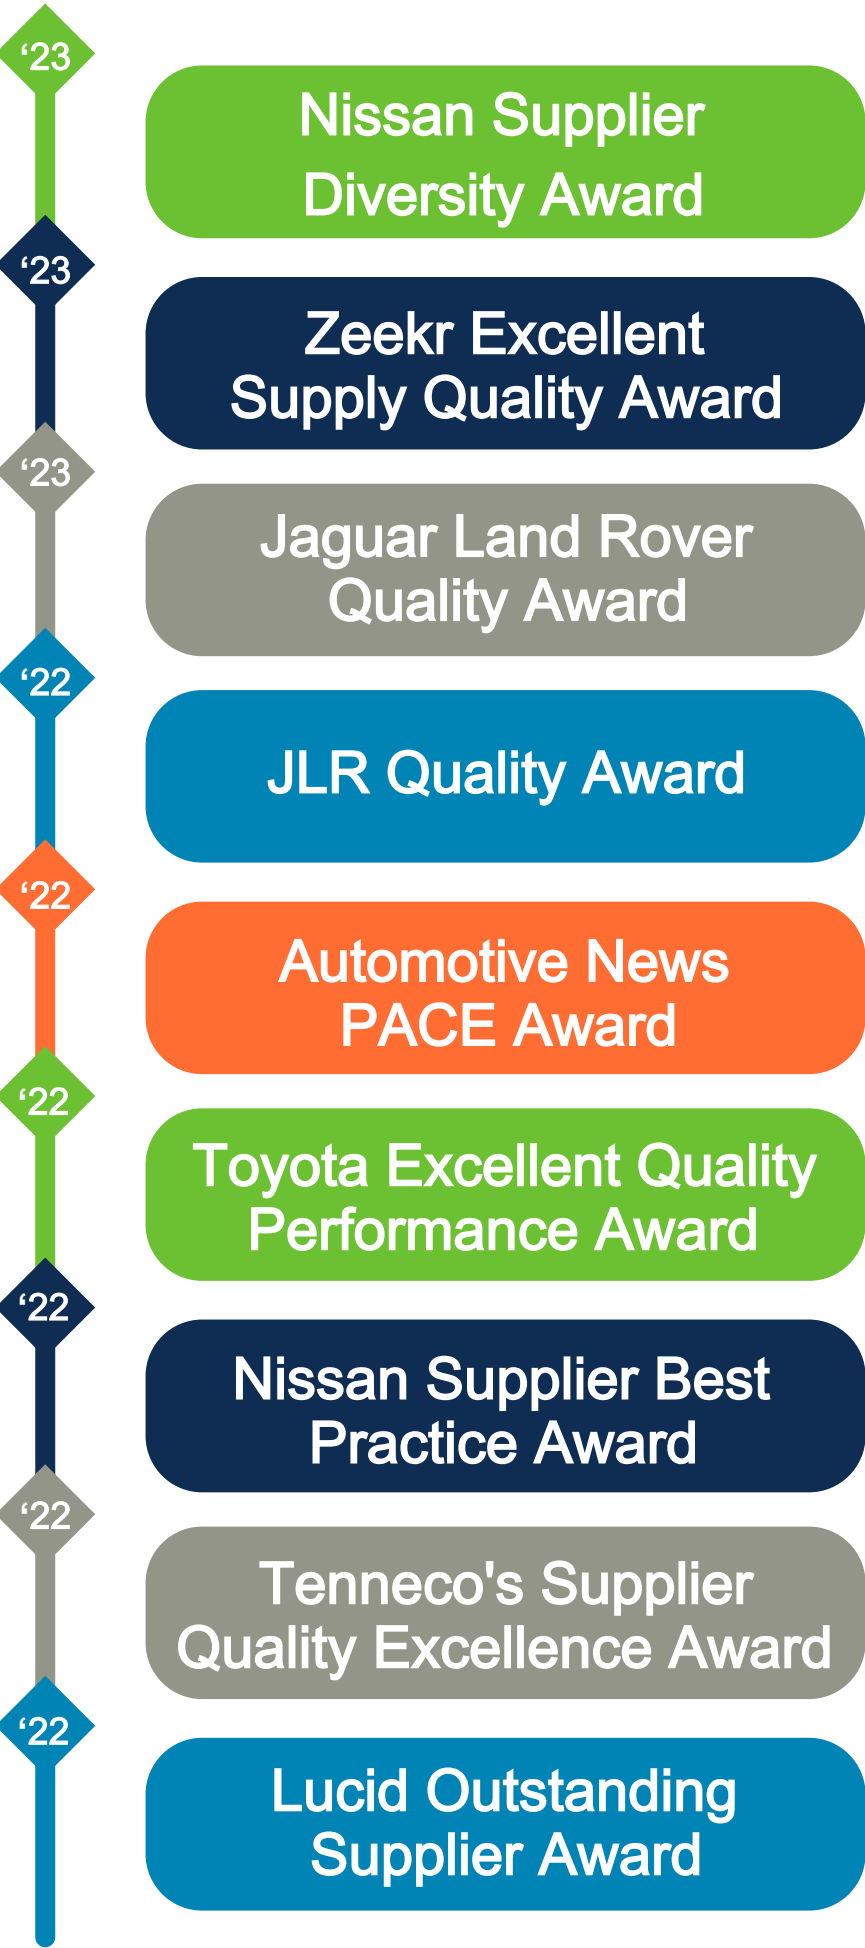 ‘23
Nissan Supplier
Diversity Award
‘23
Zeekr Excellent
Supply Quality Award
‘23
Jaguar Land Rover
Quality Award
‘22
JLR Quality Award
‘22
Automotive News
PACE Award
‘22
Toyota Excellent Quality
Performance Award
‘22
Nissan Supplier Best
Practice Award
‘22
Tenneco's Supplier
Quality Excellence Award
‘22
Lucid Outstanding
Supplier Award